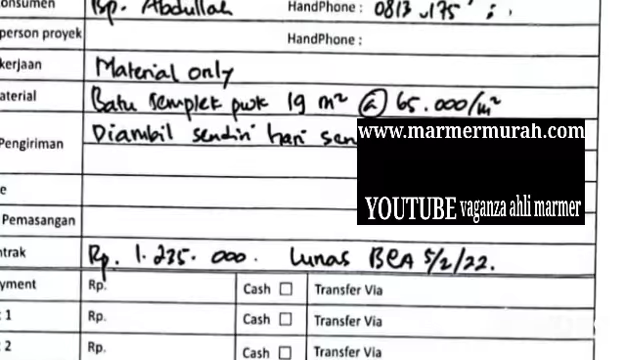 onsumen Bp. Abdullah HandPhone : 0813
person proyek HandPhone :
kerjaan Material only
aterial Batu semplek pwk 19 m² @ 65.000/m²
Pengiriman Diambil sendiri hari sen
www.marmermurah.com
e
YOUTUBE vaganza ahli marmer
Pemasangan
ntrak Rp. 1.235.000. Lunas BCA 5/2/22.
yment Rp. Cash Transfer Via
1 Rp. Cash Transfer Via
2 Rp. Cash Transfer Via